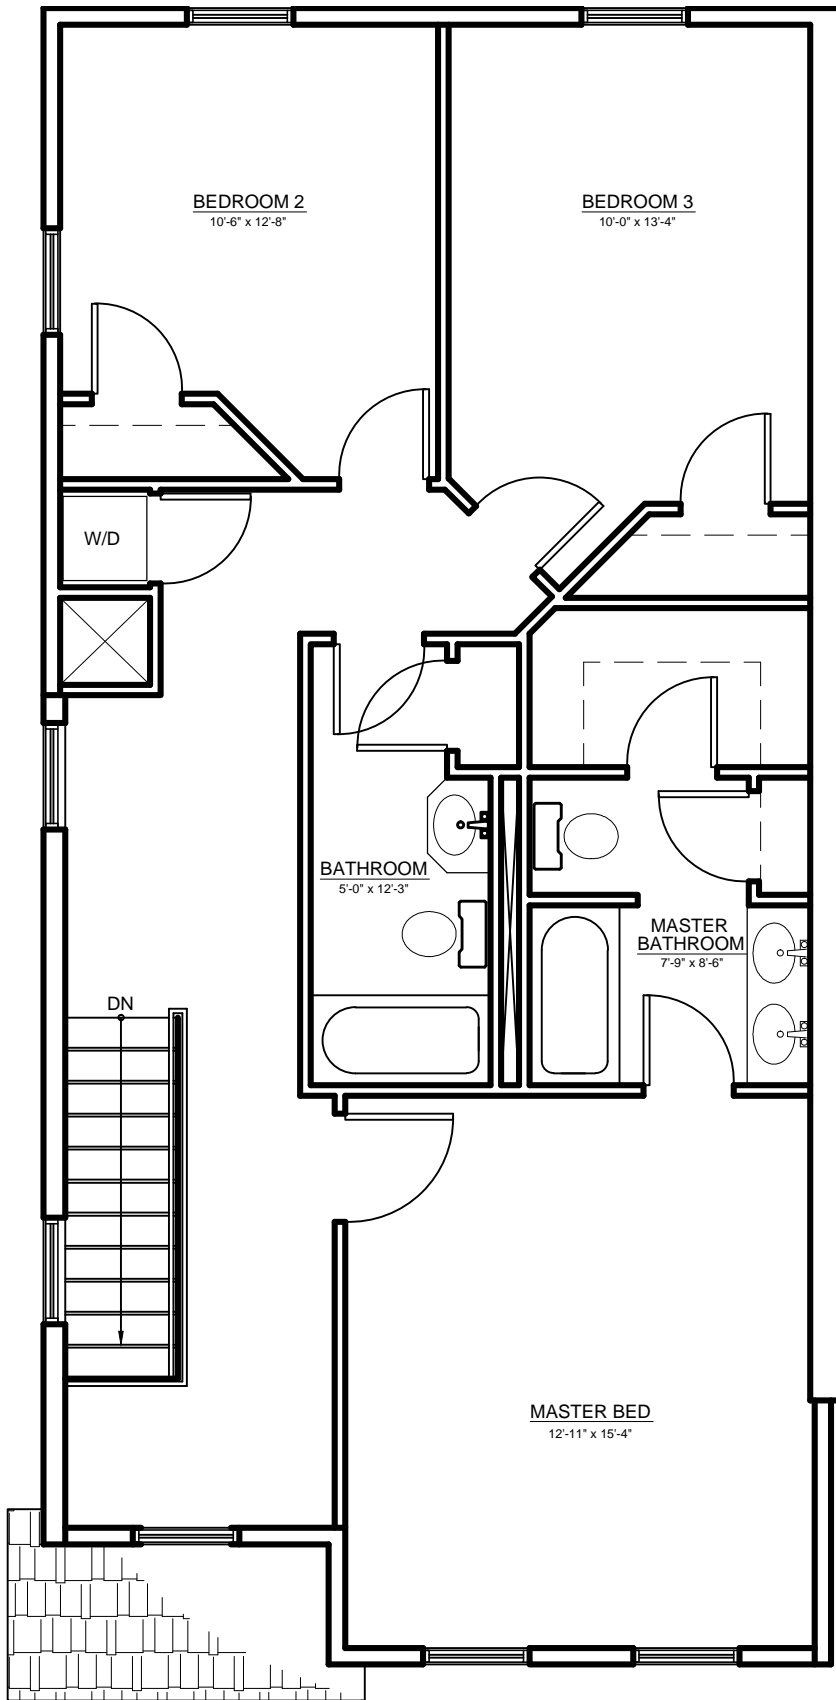 BEDROOM 2
10'-6" x 12'-8"
BEDROOM 3
10'-0" x 13'-4"
W/D
BATHROOM
5'-0" x 12'-3"
MASTER
BATHROOM
7'-9" x 8'-6"
DN
MASTER BED
12'-11" x 15'-4"